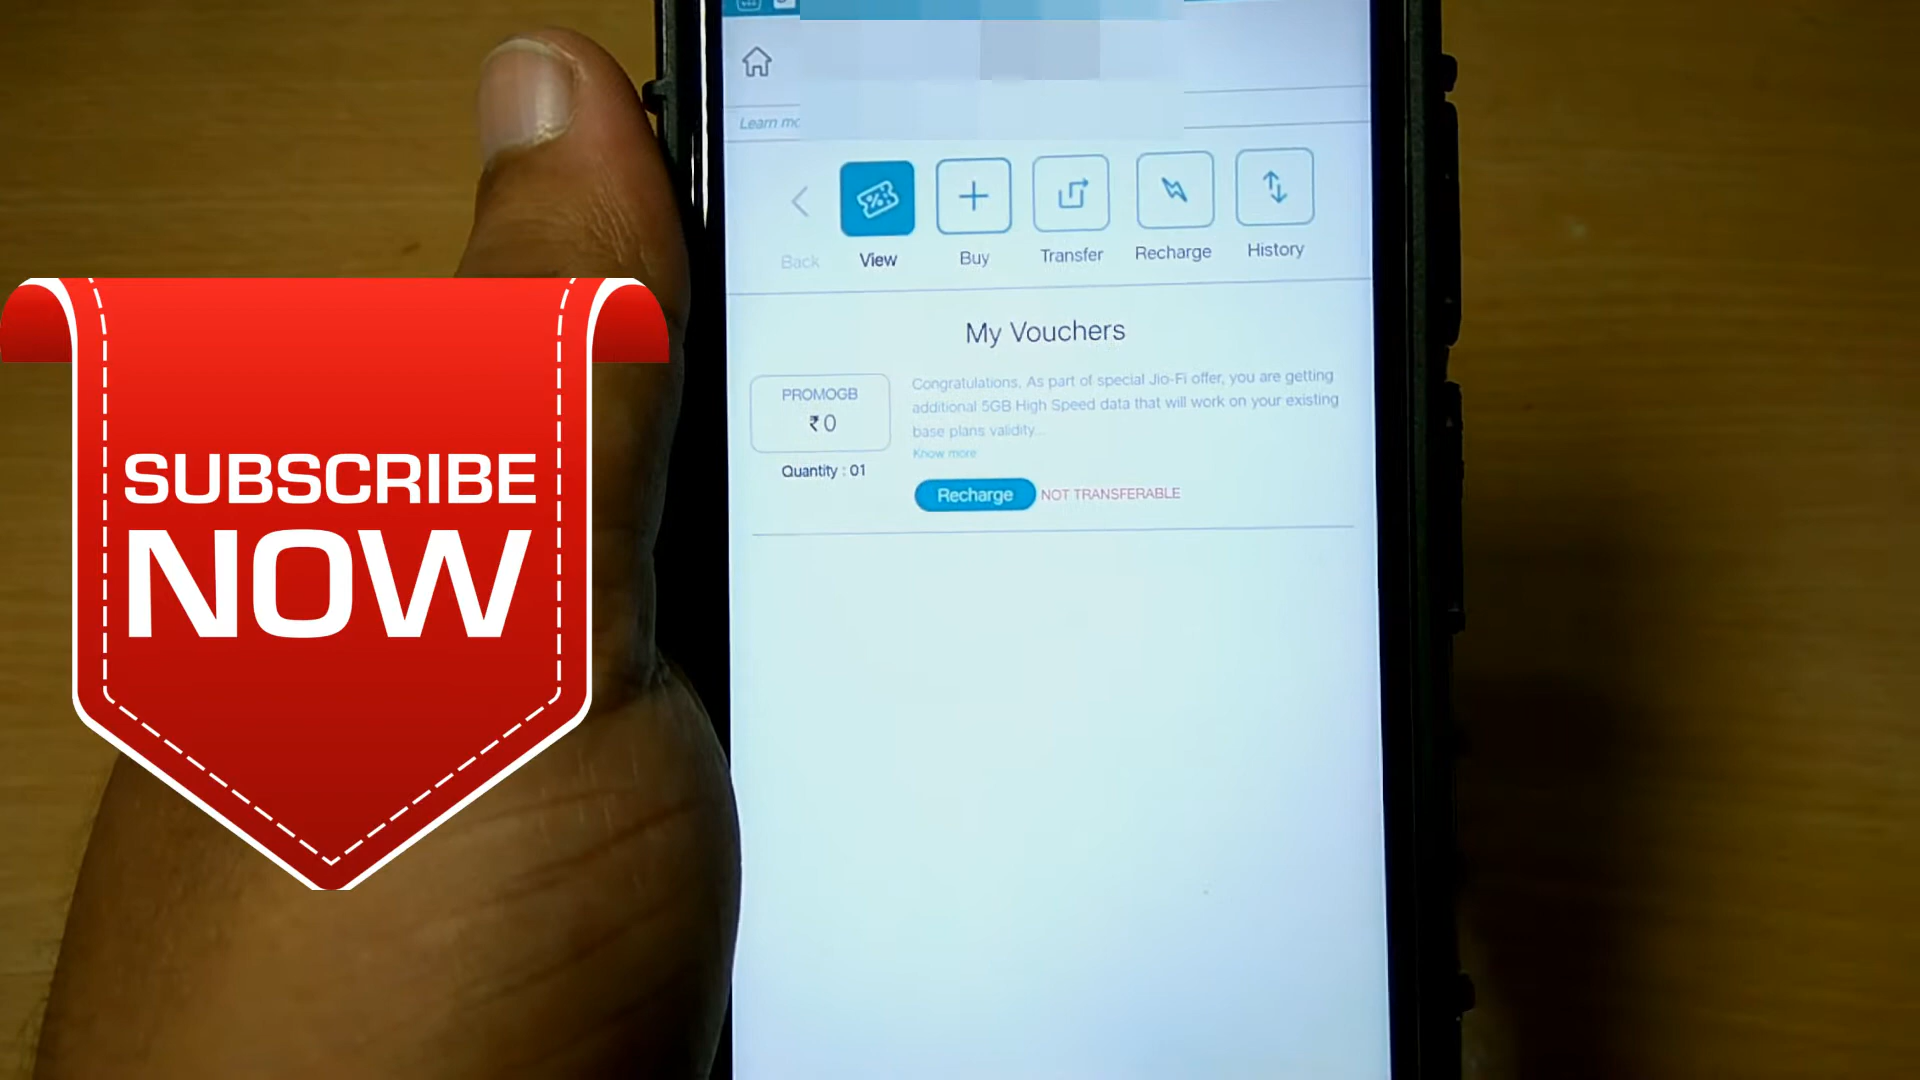 Learn mo
Back
View
Buy
Transfer
Recharge
History
My Vouchers
PROMOGB
₹0
Quantity : 01
Congratulations. As part of special Jio-Fi offer, you are getting
additional 5GB High Speed data that will work on your existing
base plans validity...
Know more
Recharge
NOT TRANSFERABLE
SUBSCRIBE
NOW